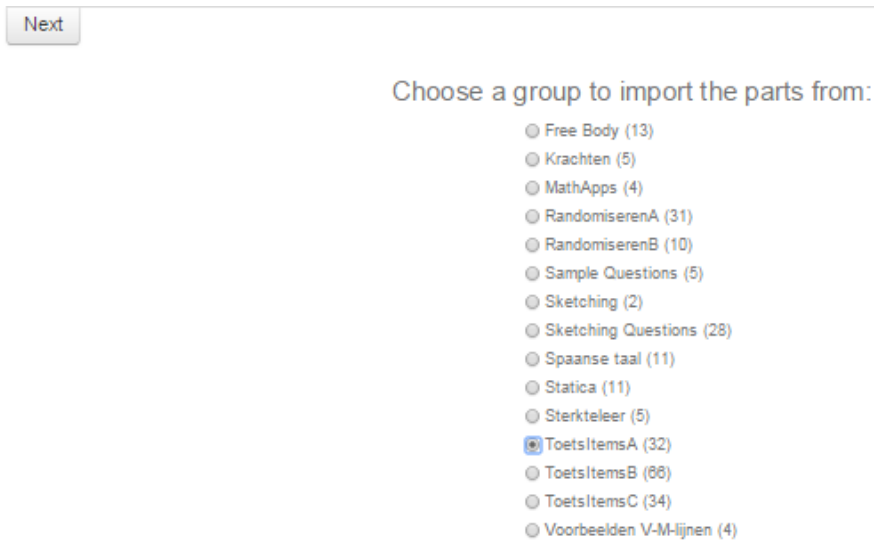 Next
Choose a group to import the parts from:
Free Body (13)
Krachten (5)
MathApps (4)
RandomiserenA (31)
RandomiserenB (10)
Sample Questions (5)
Sketching (2)
Sketching Questions (28)
Spaanse taal (11)
Statica (11)
Sterkteleer (5)
ToetsItemsA (32)
ToetsItemsB (66)
ToetsItemsC (34)
Voorbeelden V-M-lijnen (4)